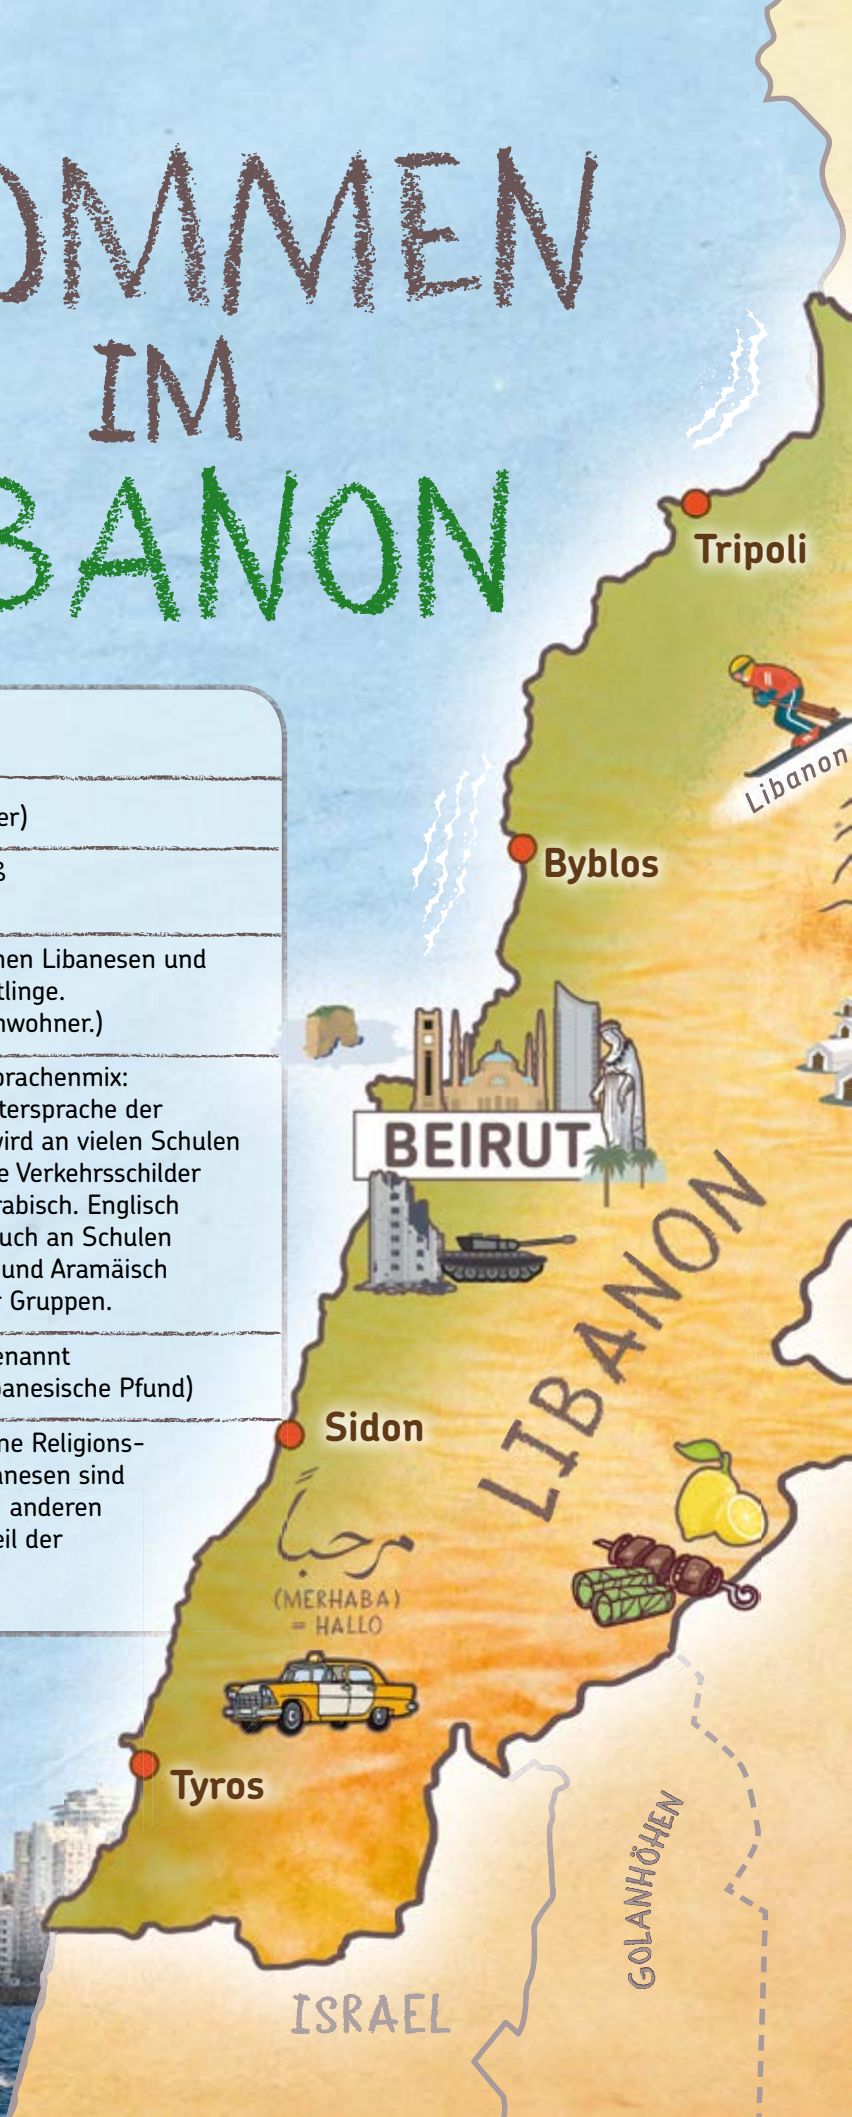 OMMEN
IM
BANON
er)
ß
nen Libanesen und
tlinge.
nwohner.)
prachenmix:
tersprache der
wird an vielen Schulen
e Verkehrsschilder
rabisch. Englisch
uch an Schulen
und Aramäisch
r Gruppen.
enannt
banesische Pfund)
ne Religions-
anesen sind
anderen
eil der
Tripoli
Libanon
Byblos
BEIRUT
LIBANON
Sidon
مرحباً
(MERHABA)
= HALLO
Tyros
GOLANHÖHEN
ISRAEL